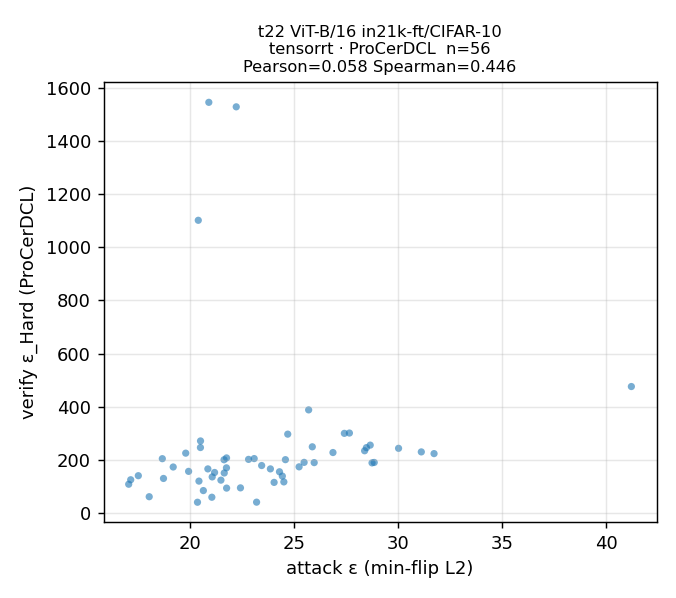 t22 ViT-B/16 in21k-ft/CIFAR-10
tensorrt · ProCerDCL  n=56
Pearson=0.058 Spearman=0.446
1600
1400
1200
1000
800
600
400
200
0
verify ε_Hard (ProCerDCL)
20
25
30
35
40
attack ε (min-flip L2)